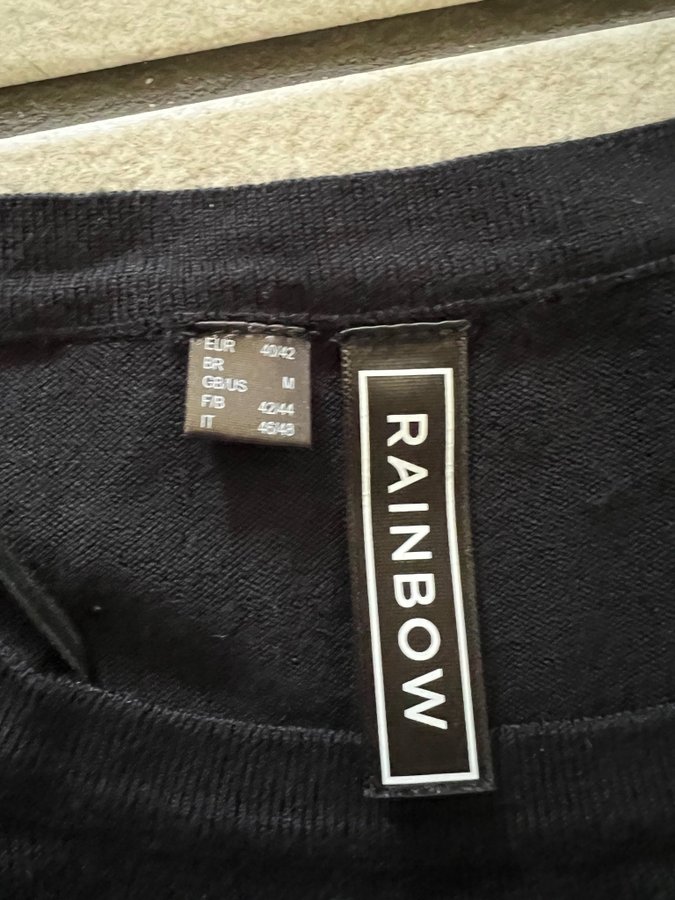 EUR 40/42
BR
GB/US M
F/B 42/44
IT 46/48
RAINBOW